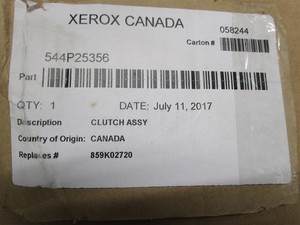 XEROX CANADA
058244
Carton #
544P25356
Part
QTY: 1 DATE: July 11, 2017
Description CLUTCH ASSY
Country of Origin: CANADA
Replaces # 859K02720